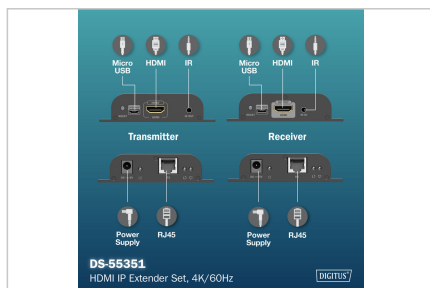 Micro
USB
HDMI
IR
Micro
USB
HDMI
IR
Transmitter
Receiver
Power
Supply
RJ45
Power
Supply
RJ45
DS-55351
HDMI IP Extender Set, 4K/60Hz
DIGITUS